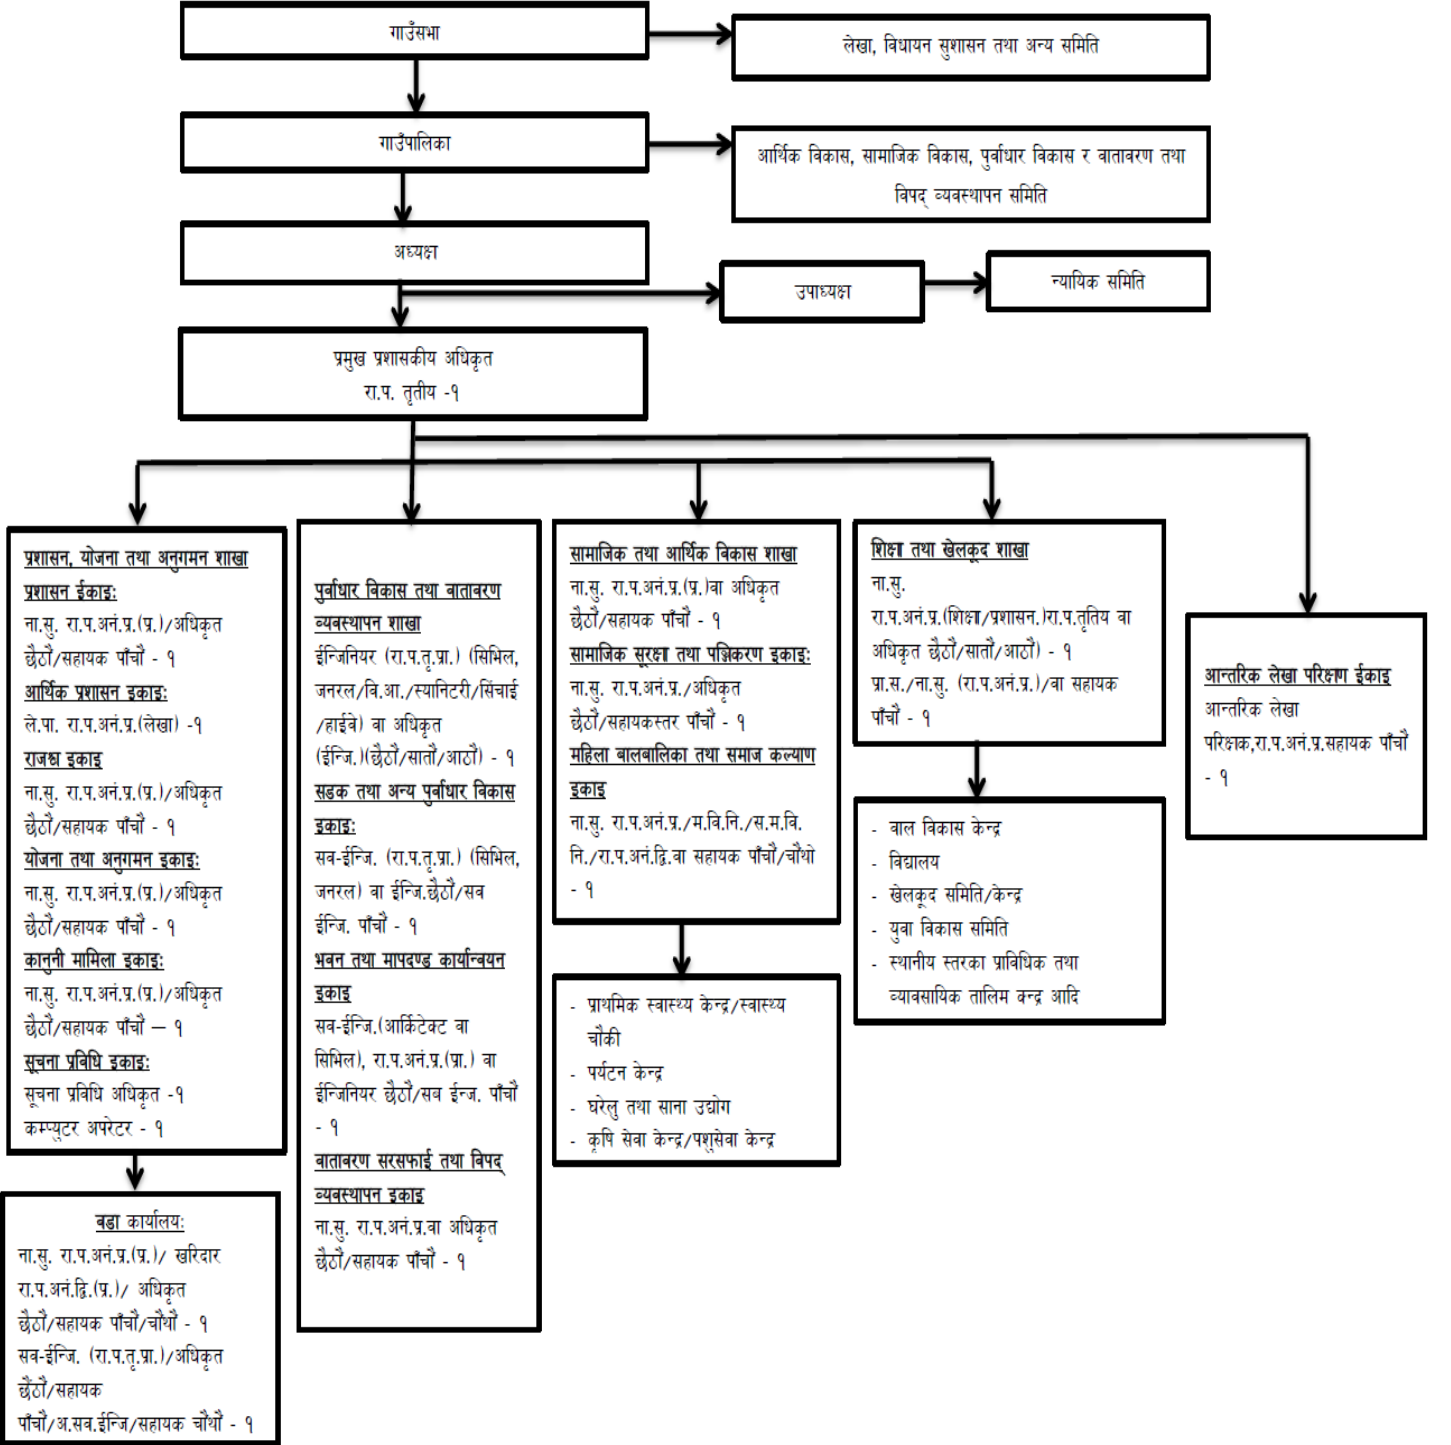 गाउँसभा
लेखा, विधायन सुशासन तथा अन्य समिति
गाउँपालिका
आर्थिक विकास, सामाजिक विकास, पुर्वाधार विकास र वातावरण तथा
विपद् व्यवस्थापन समिति
अध्यक्ष
उपाध्यक्ष
न्यायिक समिति
प्रमुख प्रशासकीय अधिकृत
रा.प. तृतीय -१
प्रशासन, योजना तथा अनुगमन शाखा
प्रशासन ईकाइः
ना.सु. रा.प.अनं.प्र.(प्र.)/अधिकृत
छैठौं/सहायक पाँचौं - १
आर्थिक प्रशासन इकाइः
ले.पा. रा.प.अनं.प्र.(लेखा) -१
राजश्व इकाइ
ना.सु. रा.प.अनं.प्र.(प्र.)/अधिकृत
छैठौं/सहायक पाँचौं - १
योजना तथा अनुगमन इकाइः
ना.सु. रा.प.अनं.प्र.(प्र.)/अधिकृत
छैठौं/सहायक पाँचौं - १
कानुनी मामिला इकाइः
ना.सु. रा.प.अनं.प्र.(प्र.)/अधिकृत
छैठौं/सहायक पाँचौं – १
सूचना प्रविधि इकाइः
सूचना प्रविधि अधिकृत -१
कम्प्युटर अपरेटर - १
वडा कार्यालयः
ना.सु. रा.प.अनं.प्र.(प्र.)/ खरिदार
रा.प.अनं.द्वि.(प्र.)/ अधिकृत
छैठौं/सहायक पाँचौं/चौथौं - १
सव-ईन्जि. (रा.प.तृ.प्रा.)/अधिकृत
छैंठौं/सहायक
पाँचौं/अ.सव.ईन्जि/सहायक चौथौं - १
पुर्वाधार विकास तथा वातावरण
व्यवस्थापन शाखा
ईन्जिनियर (रा.प.तृ.प्रा.) (सिभिल,
जनरल/वि.आ./स्यानिटरी/सिंचाई
/हाईवे) वा अधिकृत
(ईन्जि.)(छैठौं/सातौं/आठौं) - १
सडक तथा अन्य पुर्वाधार विकास
इकाइः
सव-ईन्जि. (रा.प.तृ.प्रा.) (सिभिल,
जनरल) वा ईन्जि.छैठौं/सव
ईन्जि. पाँचौं - १
भवन तथा मापदण्ड कार्यान्वयन
इकाइ
सव-ईन्जि.(आर्किटेक्ट वा
सिभिल), रा.प.अनं.प्र.(प्रा.) वा
ईन्जिनियर छैठौं/सब ईन्ज. पाँचौं
- १
वातावरण सरसफाई तथा विपद्
व्यवस्थापन इकाइ
ना.सु. रा.प.अनं.प्र.वा अधिकृत
छैठौं/सहायक पाँचौं - १
सामाजिक तथा आर्थिक विकास शाखा
ना.सु. रा.प.अनं.प्र.(प्र.)वा अधिकृत
छैठौं/सहायक पाँचौं - १
सामाजिक सूरक्षा तथा पञ्जिकरण इकाइः
ना.सु. रा.प.अनं.प्र./अधिकृत
छैठौं/सहायकस्तर पाँचौं - १
महिला बालबालिका तथा समाज कल्याण
इकाइ
ना.सु. रा.प.अनं.प्र./म.वि.नि./स.म.वि.
नि./रा.प.अनं.द्वि.वा सहायक पाँचौं/चौंथो
- १
- प्राथमिक स्वास्थ्य केन्द्र/स्वास्थ्य
चौकी
- पर्यटन केन्द्र
- घरेलु तथा साना उद्योग
- कृषि सेवा केन्द्र/पशुसेवा केन्द्र
शिक्षा तथा खेलकूद शाखा
ना.सु.
रा.प.अनं.प्र.(शिक्षा/प्रशासन.)रा.प.तृतिय वा
अधिकृत छैठौं/सातौं/आठौं) - १
प्रा.स./ना.सु. (रा.प.अनं.प्र.)/वा सहायक
पाँचौं - १
- वाल विकास केन्द्र
- विद्यालय
- खेलकूद समिति/केन्द्र
- युवा विकास समिति
- स्थानीय स्तरका प्राविधिक तथा
व्यावसायिक तालिम क्न्द्र आदि
आन्तरिक लेखा परिक्षण ईकाइ
आन्तरिक लेखा
परिक्षक,रा.प.अनं.प्र.सहायक पाँचौं
- १